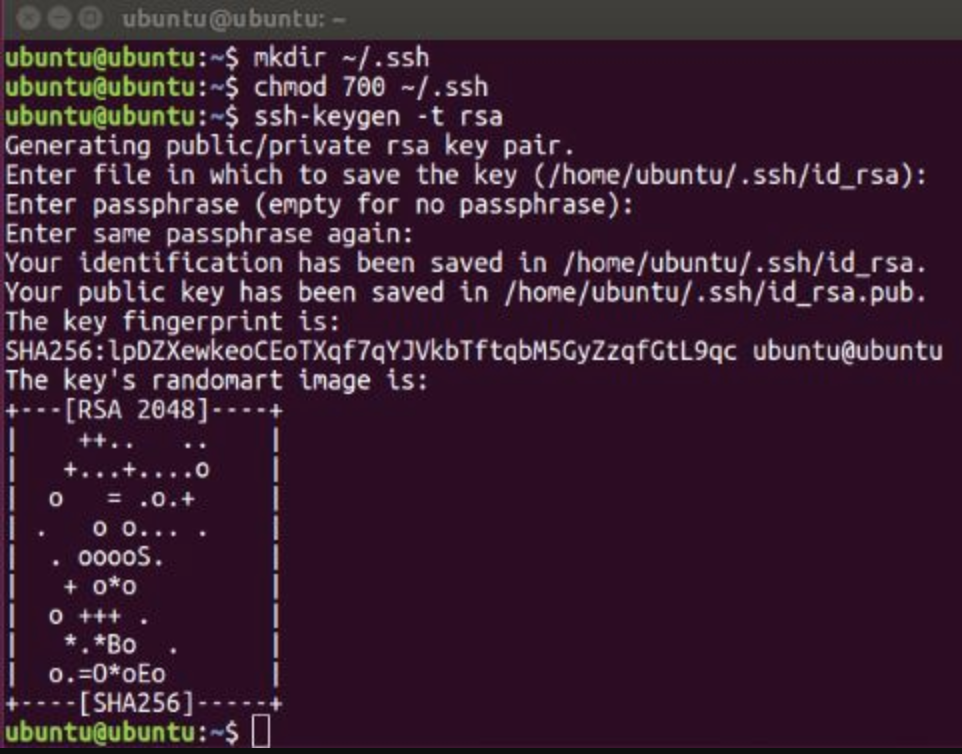 ubuntu@ubuntu: ~
ubuntu@ubuntu:~$ mkdir ~/.ssh
ubuntu@ubuntu:~$ chmod 700 ~/.ssh
ubuntu@ubuntu:~$ ssh-keygen -t rsa
Generating public/private rsa key pair.
Enter file in which to save the key (/home/ubuntu/.ssh/id_rsa):
Enter passphrase (empty for no passphrase):
Enter same passphrase again:
Your identification has been saved in /home/ubuntu/.ssh/id_rsa.
Your public key has been saved in /home/ubuntu/.ssh/id_rsa.pub.
The key fingerprint is:
SHA256:lpDZXewkeoCEoTXqf7qYJVkbTftqbM5GyZzqfGtL9qc ubuntu@ubuntu
The key's randomart image is:
+---[RSA 2048]----+
|    ++..   ..    |
|   +...+....o    |
|  o   = .o.+     |
| .   o o... .    |
|  . ooooS.       |
|   + o*o         |
|  o +++ .        |
|   *.*Bo  .      |
|  o.=O*oEo       |
+----[SHA256]-----+
ubuntu@ubuntu:~$